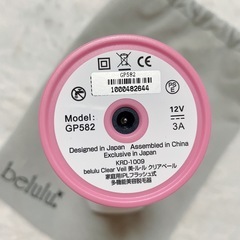 GP582
1000482644
Model:
GP582
12V
3A
Designed in Japan Assembled in China
Exclusive in Japan
KRD-1009
belulu Clear Veil 美・ルル クリアベール
家庭用IPLフラッシュ式
多機能美容脱毛器
belulu